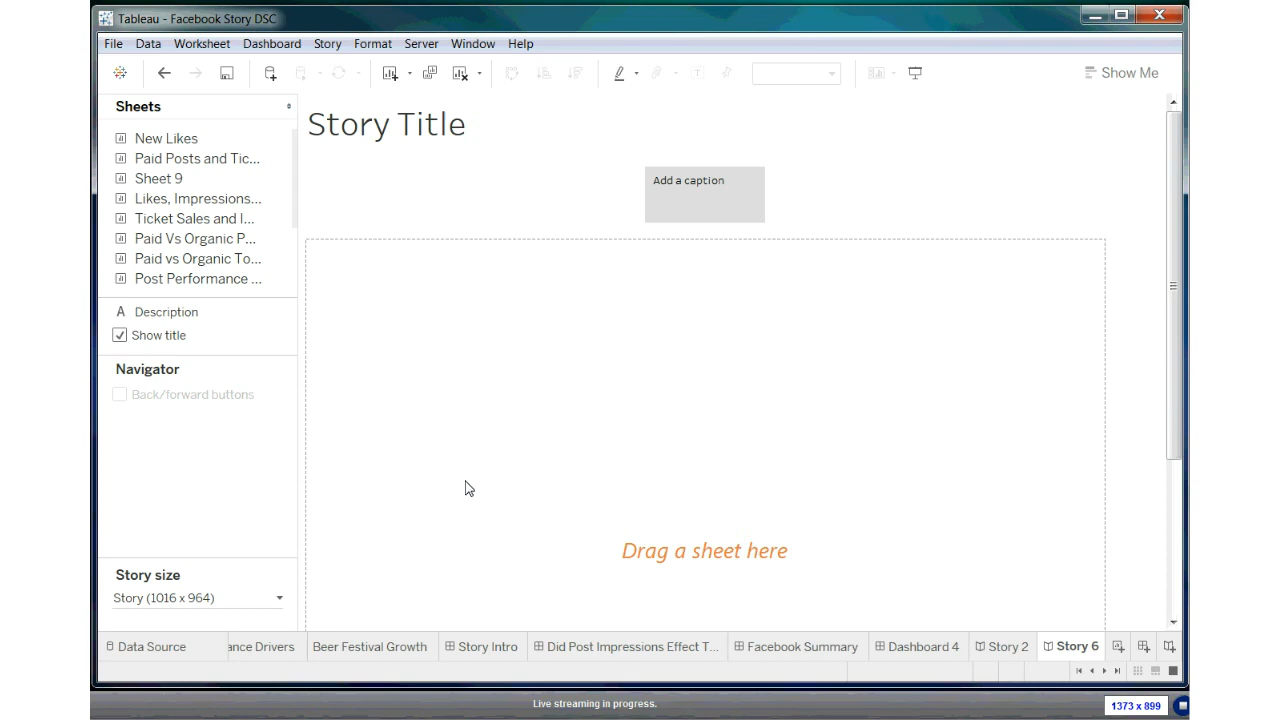 Tableau - Facebook Story DSC
File Data Worksheet Dashboard Story Format Server Window Help
Show Me
Sheets
New Likes
Paid Posts and Tic...
Sheet 9
Likes, Impressions...
Ticket Sales and I...
Paid Vs Organic P...
Paid vs Organic To...
Post Performance ...
A Description
Show title
Navigator
Back/forward buttons
Story size
Story (1016 x 964)
Story Title
Add a caption
Drag a sheet here
Data Source ance Drivers Beer Festival Growth Story Intro Did Post Impressions Effect T... Facebook Summary Dashboard 4 Story 2 Story 6
Live streaming in progress.
1373 x 899